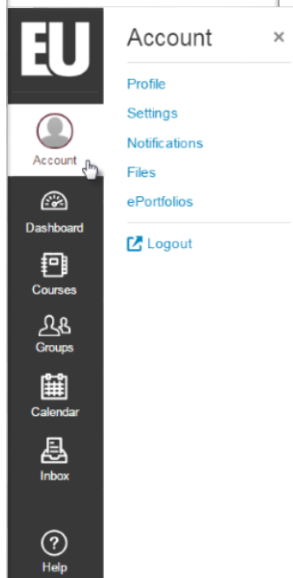 EU
Account
Dashboard
Courses
Groups
Calendar
Inbox
Help
Account ×
Profile
Settings
Notifications
Files
ePortfolios
Logout